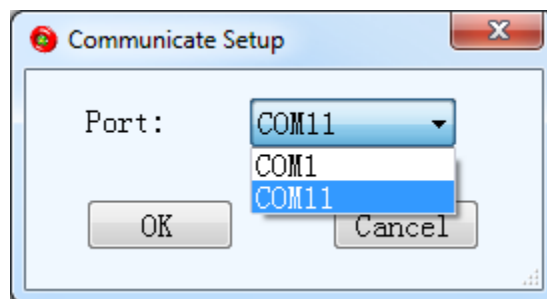 Communicate Setup
Port:
COM11
COM1
COM11
OK
Cancel